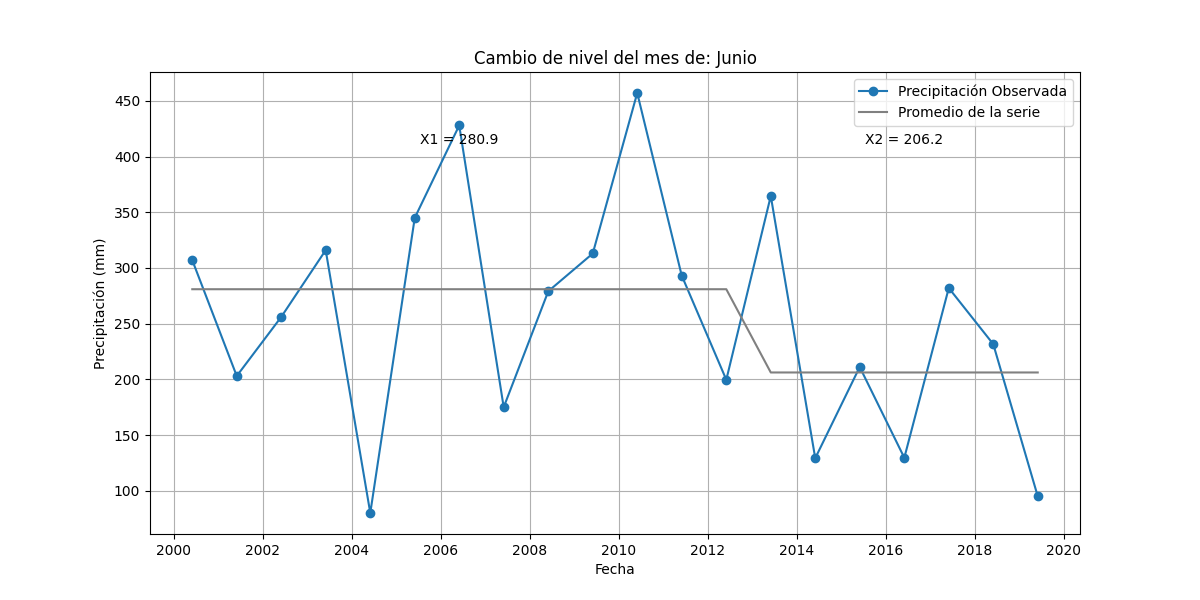 Cambio de nivel del mes de: Junio
Precipitación Observada
Promedio de la serie
X1 = 280.9
X2 = 206.2
Precipitación (mm)
450
400
350
300
250
200
150
100
2000 2002 2004 2006 2008 2010 2012 2014 2016 2018 2020
Fecha